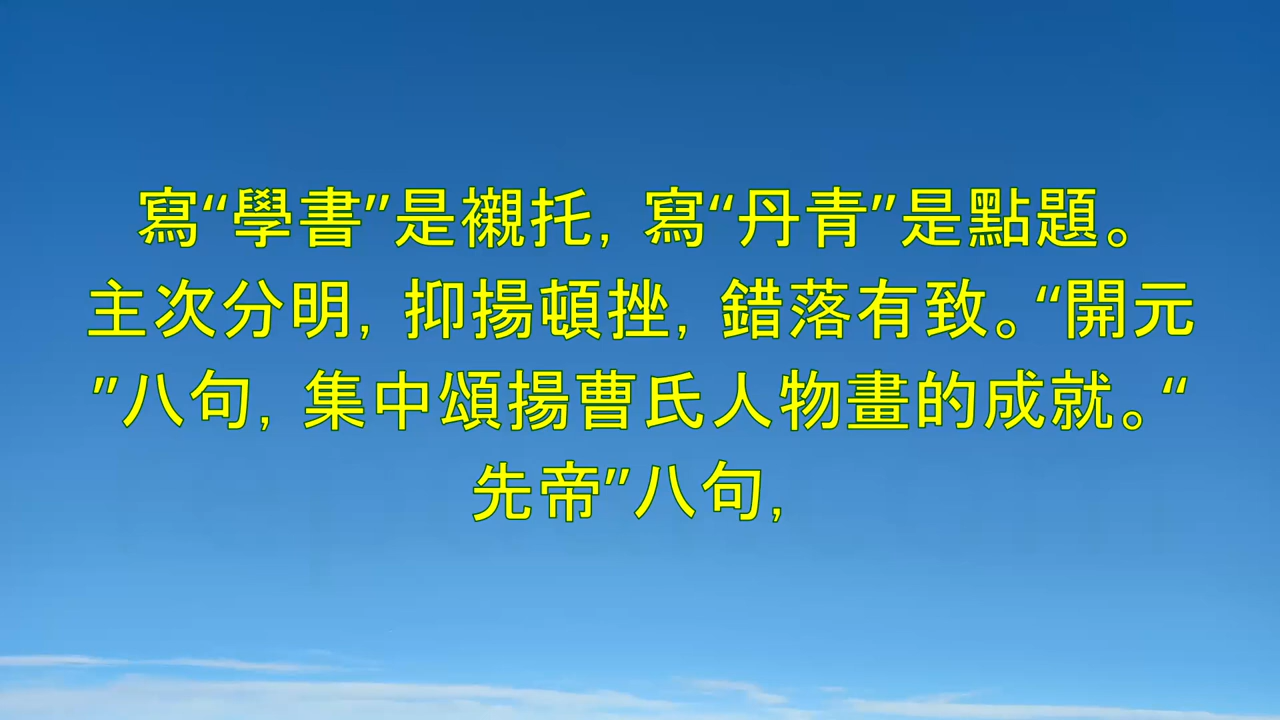 寫“學書”是襯托，寫“丹青”是點題。
主次分明，抑揚頓挫，錯落有致。“開元
”八句，集中頌揚曹氏人物畫的成就。“
先帝”八句，